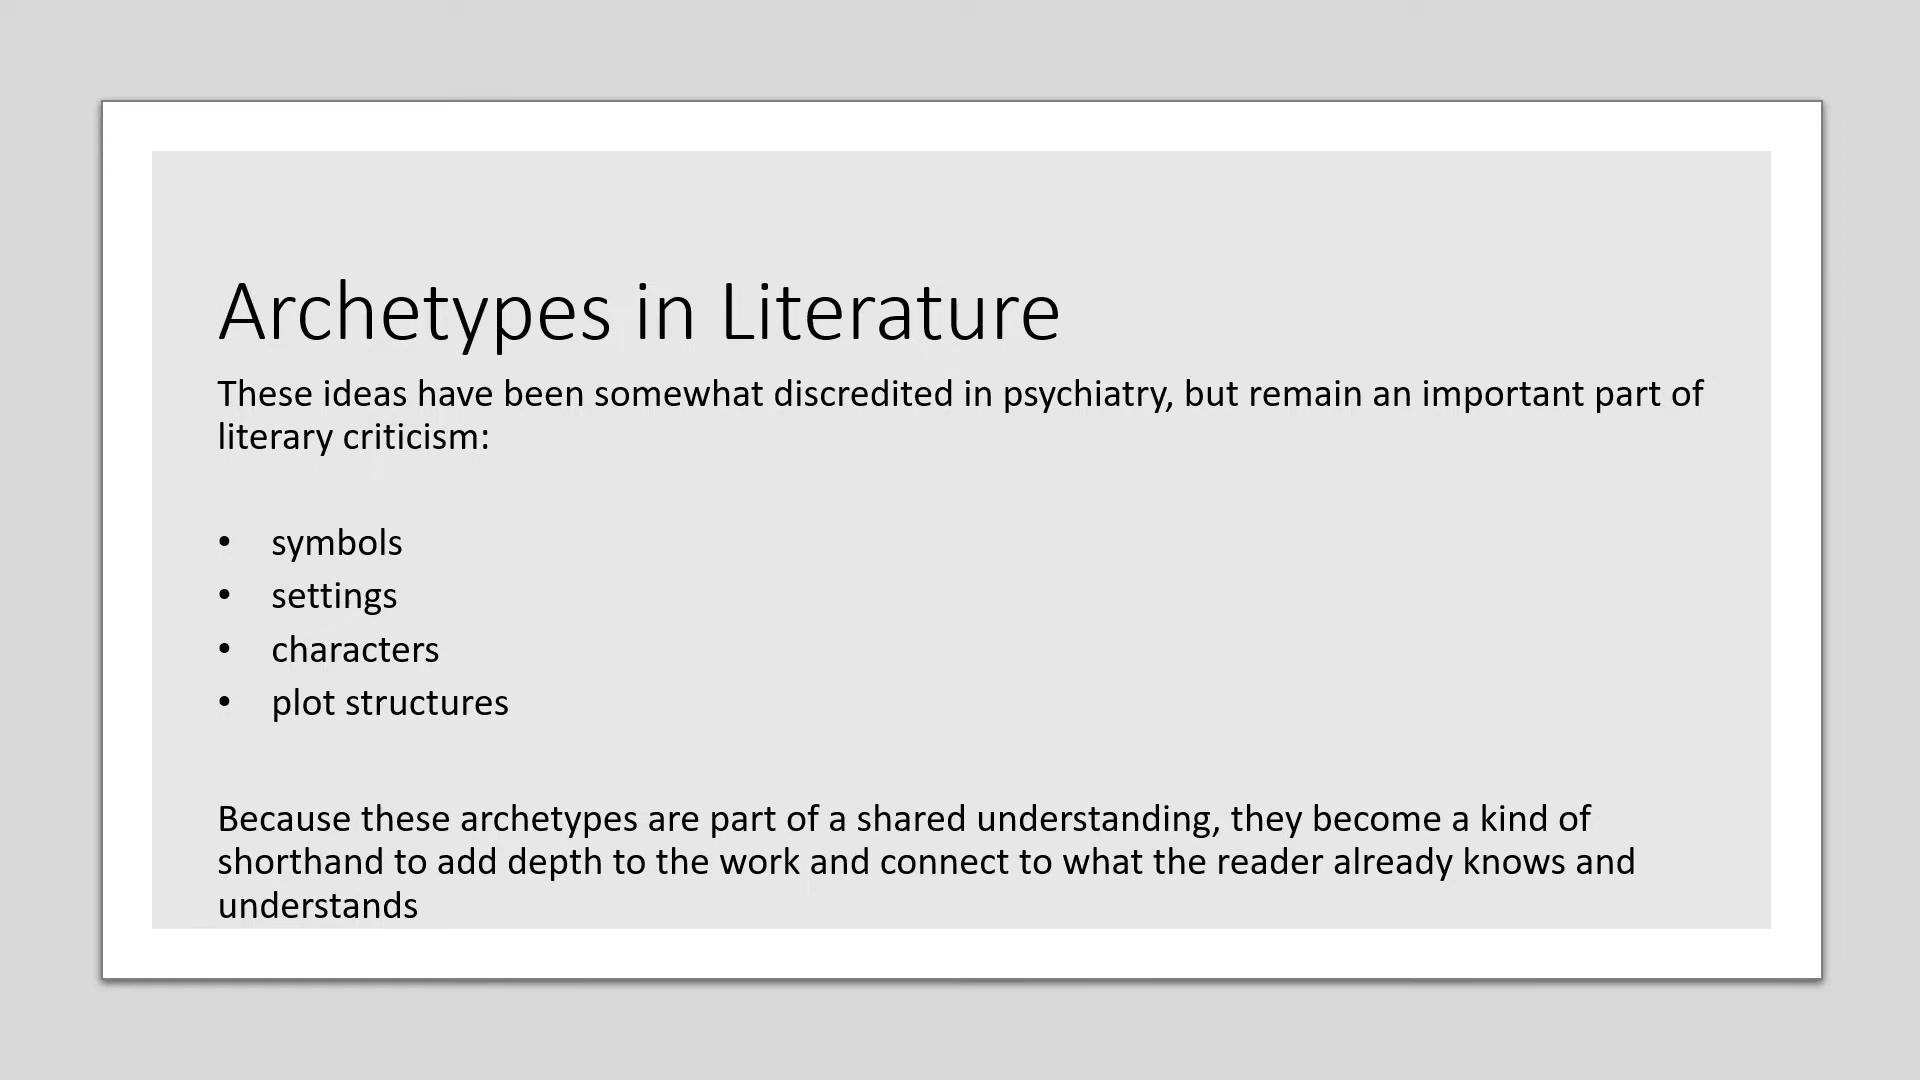 Archetypes in Literature
These ideas have been somewhat discredited in psychiatry, but remain an important part of
literary criticism:
• symbols
• settings
• characters
• plot structures
Because these archetypes are part of a shared understanding, they become a kind of
shorthand to add depth to the work and connect to what the reader already knows and
understands